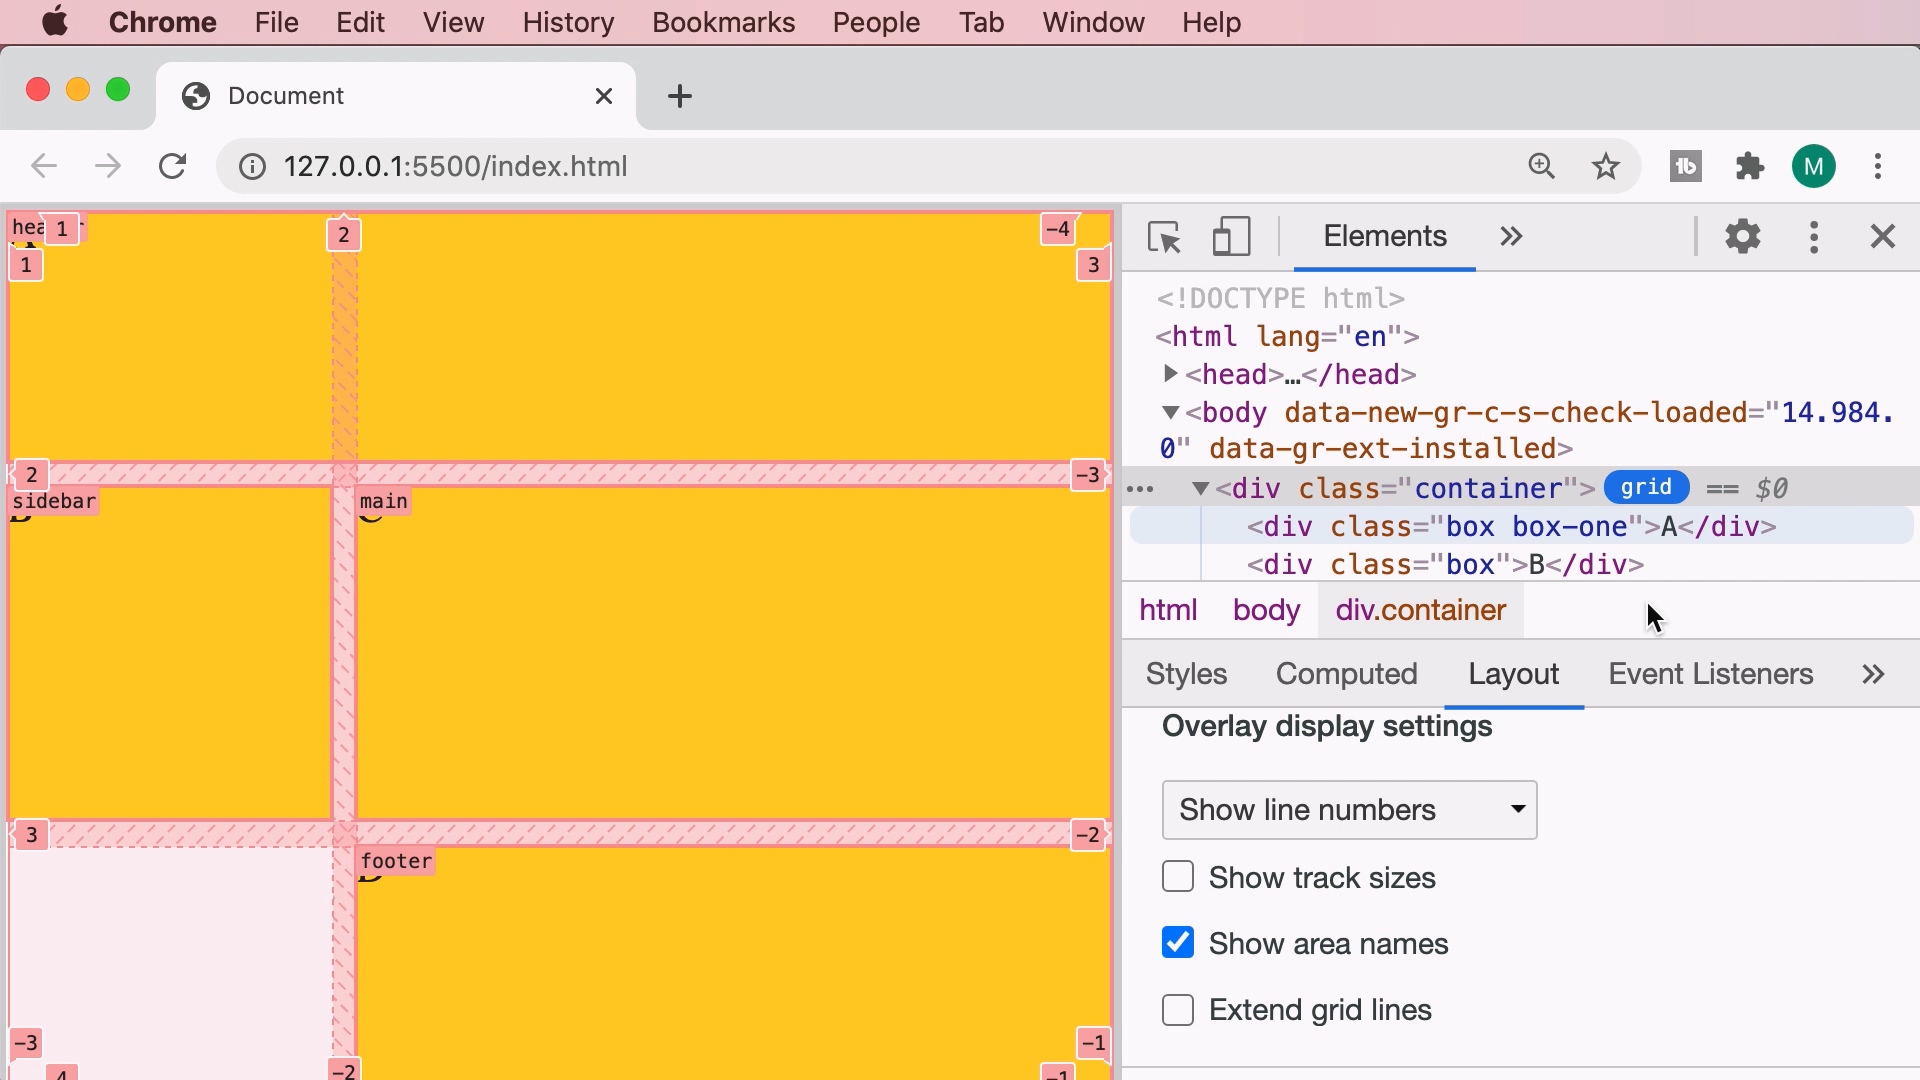 Chrome File Edit View History Bookmarks People Tab Window Help
Document
127.0.0.1:5500/index.html
M
hea 1 2 -4
1 3
2 -3
sidebar main
3 -2
footer
-3 -1
4 -2 -1
Elements
<!DOCTYPE html>
<html lang="en">
<head>…</head>
<body data-new-gr-c-s-check-loaded="14.984.
0" data-gr-ext-installed>
<div class="container"> grid == $0
<div class="box box-one">A</div>
<div class="box">B</div>
html body div.container
Styles Computed Layout Event Listeners
Overlay display settings
Show line numbers
Show track sizes
Show area names
Extend grid lines